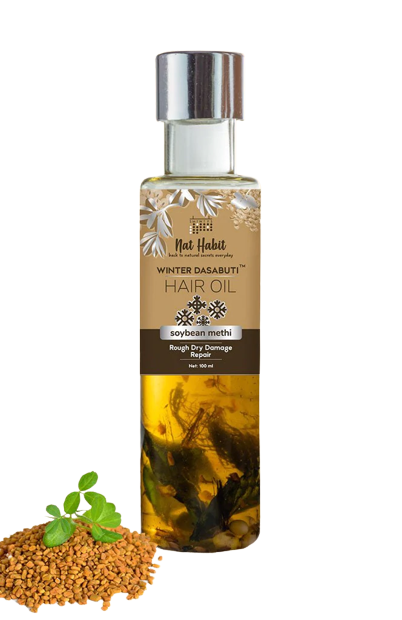 Nat Habit
back to natural secrets everyday
WINTER DASABUTI™
HAIR OIL
soybean methi
Rough Dry Damage
Repair
Net: 100 ml